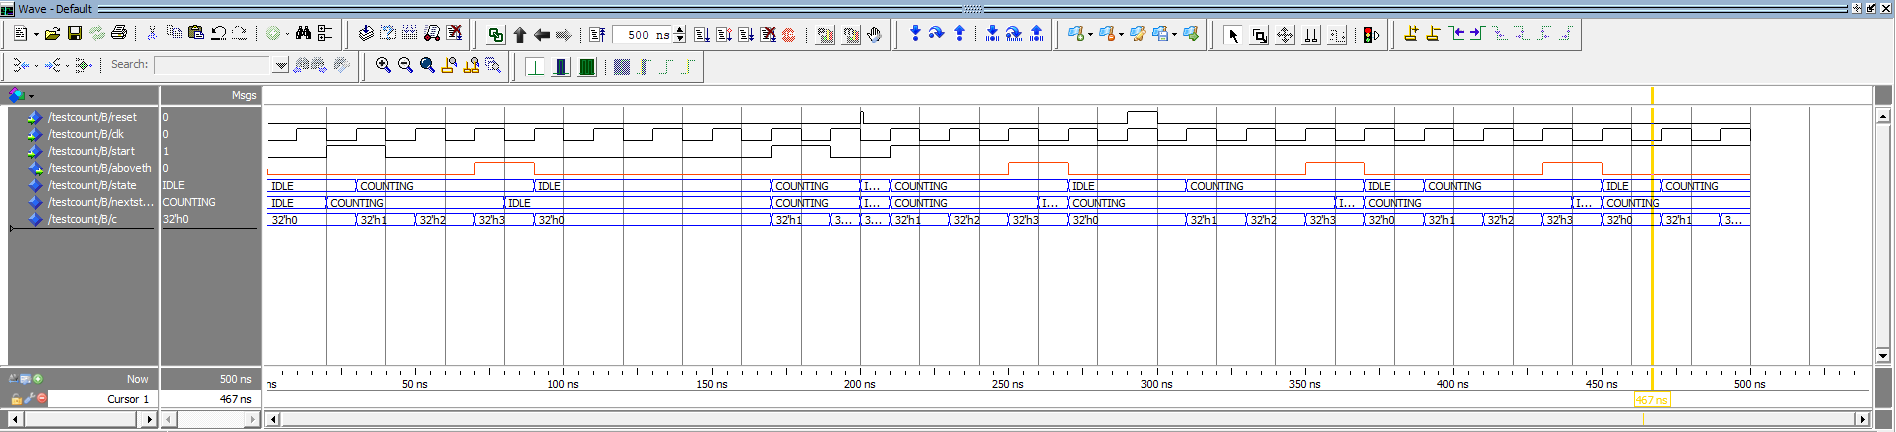 Wave - Default
500 ns
Search:
Msgs
/testcount/B/reset 0
/testcount/B/clk 0
/testcount/B/start 1
/testcount/B/aboveth 0
/testcount/B/state IDLE IDLE COUNTING IDLE COUNTING I... COUNTING IDLE COUNTING IDLE COUNTING IDLE COUNTING
/testcount/B/nextst... COUNTING IDLE COUNTING IDLE COUNTING I... COUNTING I... COUNTING I... COUNTING I... COUNTING
/testcount/B/c 32'h0 32'h0 32'h1 32'h2 32'h3 32'h0 32'h1 3... 3... 32'h1 32'h2 32'h3 32'h0 32'h1 32'h2 32'h3 32'h0 32'h1 32'h2 32'h3 32'h0 32'h1 3...
Now 500 ns ns 50 ns 100 ns 150 ns 200 ns 250 ns 300 ns 350 ns 400 ns 450 ns 500 ns
Cursor 1 467 ns 467 ns